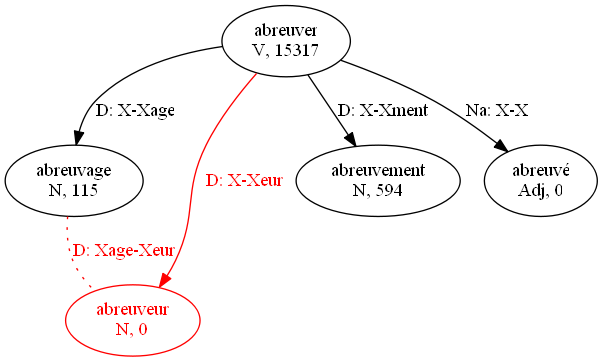 abreuver
V, 15317
D: X-Xage
D: X-Xment
Na: X-X
abreuvage
N, 115
D: X-Xeur
abreuvement
N, 594
abreuvé
Adj, 0
D: Xage-Xeur
abreuveur
N, 0